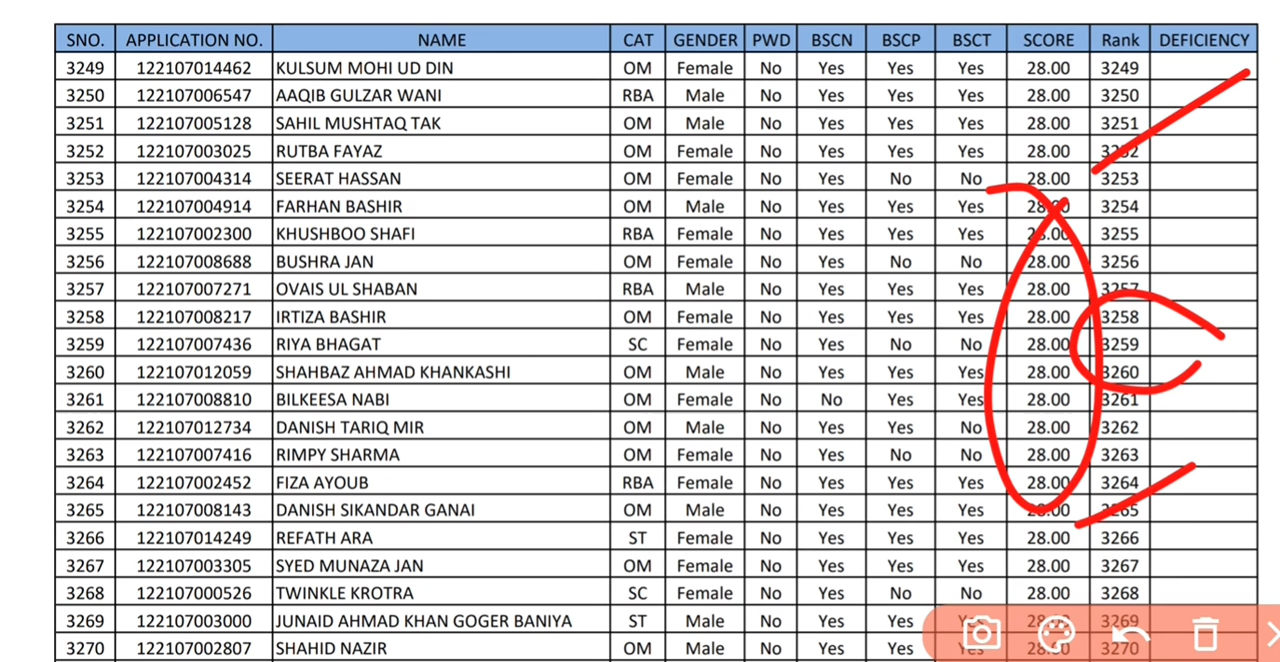 SNO. APPLICATION NO. NAME CAT GENDER PWD BSCN BSCP BSCT SCORE Rank DEFICIENCY
3249 122107014462 KULSUM MOHI UD DIN OM Female No Yes Yes Yes 28.00 3249
3250 122107006547 AAQIB GULZAR WANI RBA Male No Yes Yes Yes 28.00 3250
3251 122107005128 SAHIL MUSHTAQ TAK OM Male No Yes Yes Yes 28.00 3251
3252 122107003025 RUTBA FAYAZ OM Female No Yes Yes Yes 28.00 3252
3253 122107004314 SEERAT HASSAN OM Female No Yes No No 28.00 3253
3254 122107004914 FARHAN BASHIR OM Male No Yes Yes Yes 28.00 3254
3255 122107002300 KHUSHBOO SHAFI RBA Female No Yes Yes Yes 28.00 3255
3256 122107008688 BUSHRA JAN OM Female No Yes No No 28.00 3256
3257 122107007271 OVAIS UL SHABAN RBA Male No Yes Yes Yes 28.00 3257
3258 122107008217 IRTIZA BASHIR OM Female No Yes Yes Yes 28.00 3258
3259 122107007436 RIYA BHAGAT SC Female No Yes No No 28.00 3259
3260 122107012059 SHAHBAZ AHMAD KHANKASHI OM Male No Yes Yes Yes 28.00 3260
3261 122107008810 BILKEESA NABI OM Female No No Yes Yes 28.00 3261
3262 122107012734 DANISH TARIQ MIR OM Male No Yes Yes No 28.00 3262
3263 122107007416 RIMPY SHARMA OM Female No Yes No No 28.00 3263
3264 122107002452 FIZA AYOUB RBA Female No Yes Yes Yes 28.00 3264
3265 122107008143 DANISH SIKANDAR GANAI OM Male No Yes Yes Yes 28.00 3265
3266 122107014249 REFATH ARA ST Female No Yes Yes Yes 28.00 3266
3267 122107003305 SYED MUNAZA JAN OM Female No Yes Yes Yes 28.00 3267
3268 122107000526 TWINKLE KROTRA SC Female No Yes No No 28.00 3268
3269 122107003000 JUNAID AHMAD KHAN GOGER BANIYA ST Male No Yes Yes Yes 28.00 3269
3270 122107002807 SHAHID NAZIR OM Male No Yes Yes Yes 28.00 3270